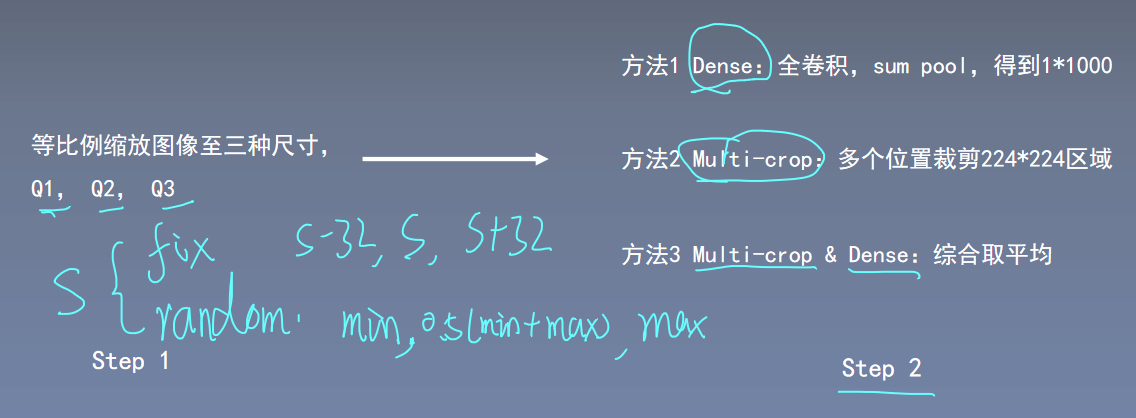 等比例缩放图像至三种尺寸，
Q1， Q2， Q3
S
fix S-32, S, S+32
random. min, 0.5(min+max), max
Step 1
方法1 Dense：全卷积，sum pool，得到1*1000
方法2 Multi-crop：多个位置裁剪224*224区域
方法3 Multi-crop & Dense：综合取平均
Step 2